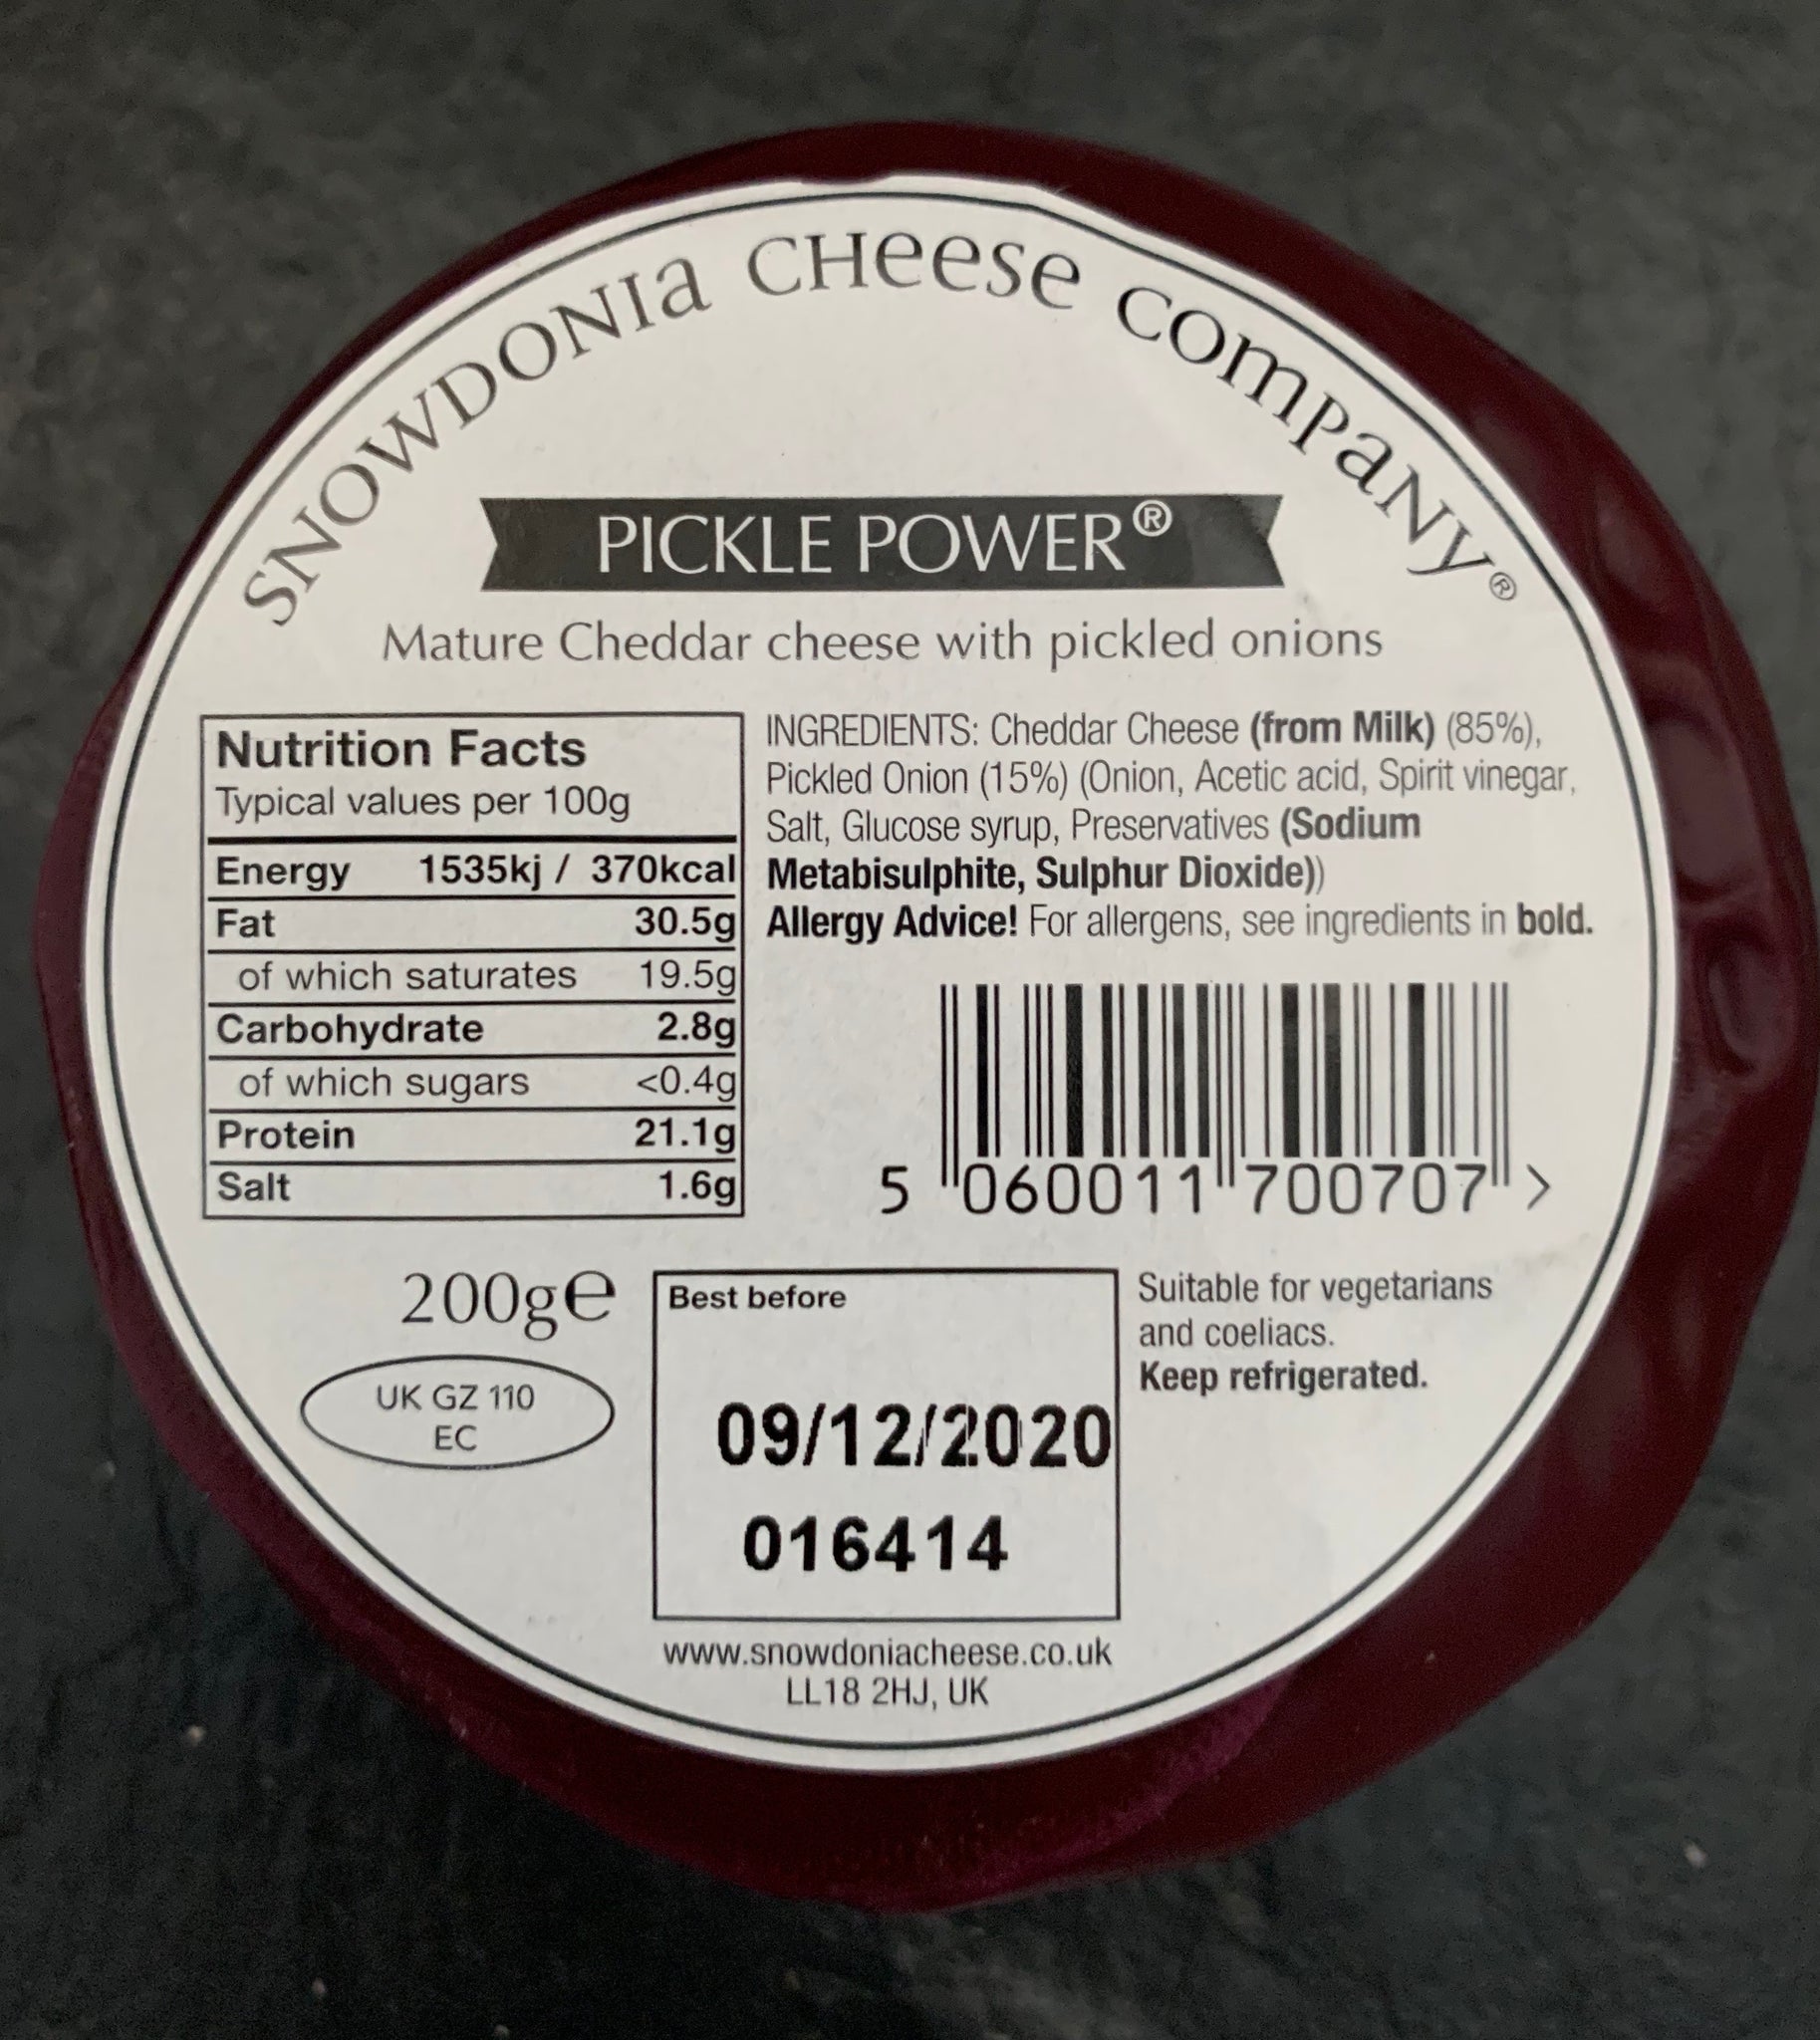 SNOWDONIA CHEESE COMPANY®
PICKLE POWER®
Mature Cheddar cheese with pickled onions
Nutrition Facts
Typical values per 100g
Energy 1535kj / 370kcal
Fat 30.5g
of which saturates 19.5g
Carbohydrate 2.8g
of which sugars <0.4g
Protein 21.1g
Salt 1.6g
INGREDIENTS: Cheddar Cheese (from Milk) (85%),
Pickled Onion (15%) (Onion, Acetic acid, Spirit vinegar,
Salt, Glucose syrup, Preservatives (Sodium
Metabisulphite, Sulphur Dioxide))
Allergy Advice! For allergens, see ingredients in bold.
5 060011 700707 >
200ge
UK GZ 110
EC
Best before
09/12/2020
016414
Suitable for vegetarians
and coeliacs.
Keep refrigerated.
www.snowdoniacheese.co.uk
LL18 2HJ, UK